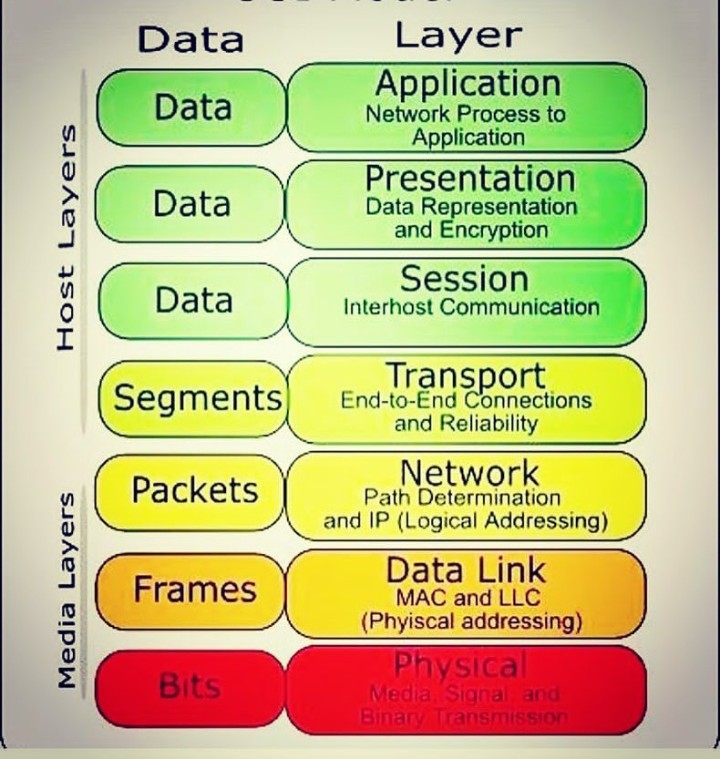 Data Layer
Data
Application
Network Process to
Application
Data
Presentation
Data Representation
and Encryption
Data
Session
Interhost Communication
Segments
Transport
End-to-End Connections
and Reliability
Packets
Network
Path Determination
and IP (Logical Addressing)
Frames
Data Link
MAC and LLC
(Phyiscal addressing)
Bits
Physical
Media, Signal, and
Binary Transmission
Host Layers
Media Layers